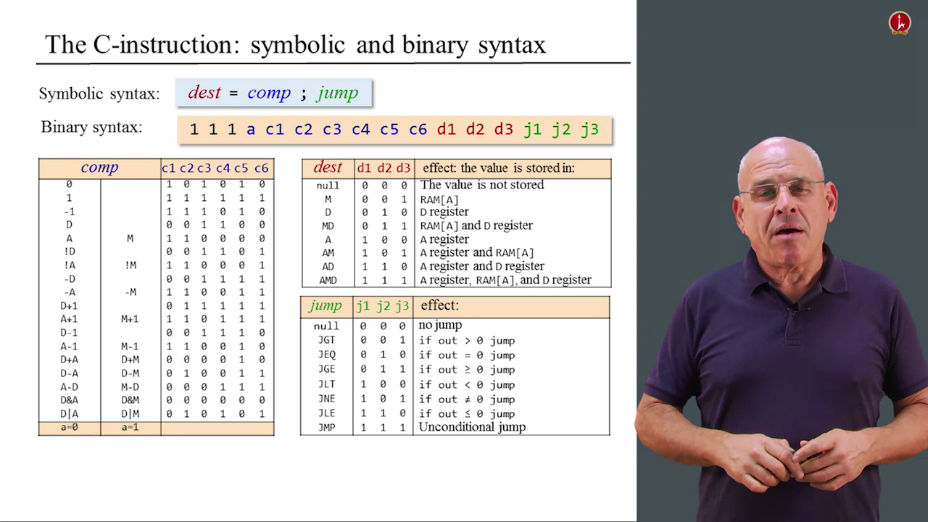 The C-instruction: symbolic and binary syntax
Symbolic syntax: dest = comp ; jump
Binary syntax: 1 1 1 a c1 c2 c3 c4 c5 c6 d1 d2 d3 j1 j2 j3
comp c1 c2 c3 c4 c5 c6
0 1 0 1 0 1 0
1 1 1 1 1 1 1
-1 1 1 1 0 1 0
D 0 0 1 1 0 0
A M 1 1 0 0 0 0
!D 0 0 1 1 0 1
!A !M 1 1 0 0 0 1
-D 0 0 1 1 1 1
-A -M 1 1 0 0 1 1
D+1 0 1 1 1 1 1
A+1 M+1 1 1 0 1 1 1
D-1 0 0 1 1 1 0
A-1 M-1 1 1 0 0 1 0
D+A D+M 0 0 0 0 1 0
D-A D-M 0 1 0 0 1 1
A-D M-D 0 0 0 1 1 1
D&A D&M 0 0 0 0 0 0
D|A D|M 0 1 0 1 0 1
a=0 a=1
dest d1 d2 d3 effect: the value is stored in:
null 0 0 0 The value is not stored
M 0 0 1 RAM[A]
D 0 1 0 D register
MD 0 1 1 RAM[A] and D register
A 1 0 0 A register
AM 1 0 1 A register and RAM[A]
AD 1 1 0 A register and D register
AMD 1 1 1 A register, RAM[A], and D register
jump j1 j2 j3 effect:
null 0 0 0 no jump
JGT 0 0 1 if out > 0 jump
JEQ 0 1 0 if out = 0 jump
JGE 0 1 1 if out ≥ 0 jump
JLT 1 0 0 if out < 0 jump
JNE 1 0 1 if out ≠ 0 jump
JLE 1 1 0 if out ≤ 0 jump
JMP 1 1 1 Unconditional jump